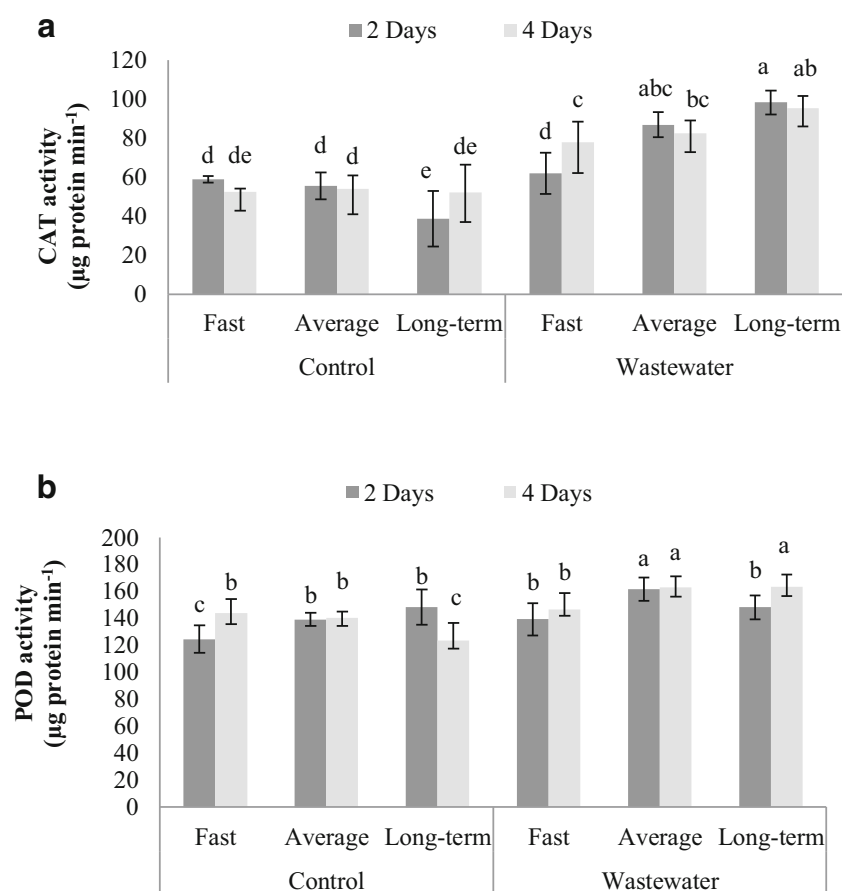 a
2 Days 4 Days
CAT activity
(µg protein min-1)
120
100
80
60
40
20
0
d de d d e de d c abc bc a ab
Fast Average Long-term Fast Average Long-term
Control Wastewater
b
2 Days 4 Days
POD activity
(µg protein min-1)
200
180
160
140
120
100
80
60
40
20
0
c b b b b c b b a a b a
Fast Average Long-term Fast Average Long-term
Control Wastewater